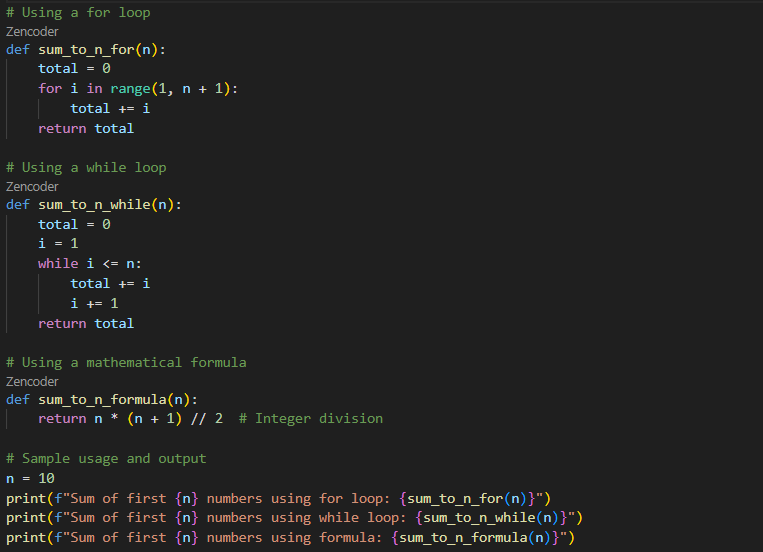 # Using a for loop
Zencoder
def sum_to_n_for(n):
    total = 0
    for i in range(1, n + 1):
        total += i
    return total
# Using a while loop
Zencoder
def sum_to_n_while(n):
    total = 0
    i = 1
    while i <= n:
        total += i
        i += 1
    return total
# Using a mathematical formula
Zencoder
def sum_to_n_formula(n):
    return n * (n + 1) // 2  # Integer division
# Sample usage and output
n = 10
print(f"Sum of first {n} numbers using for loop: {sum_to_n_for(n)}")
print(f"Sum of first {n} numbers using while loop: {sum_to_n_while(n)}")
print(f"Sum of first {n} numbers using formula: {sum_to_n_formula(n)}")